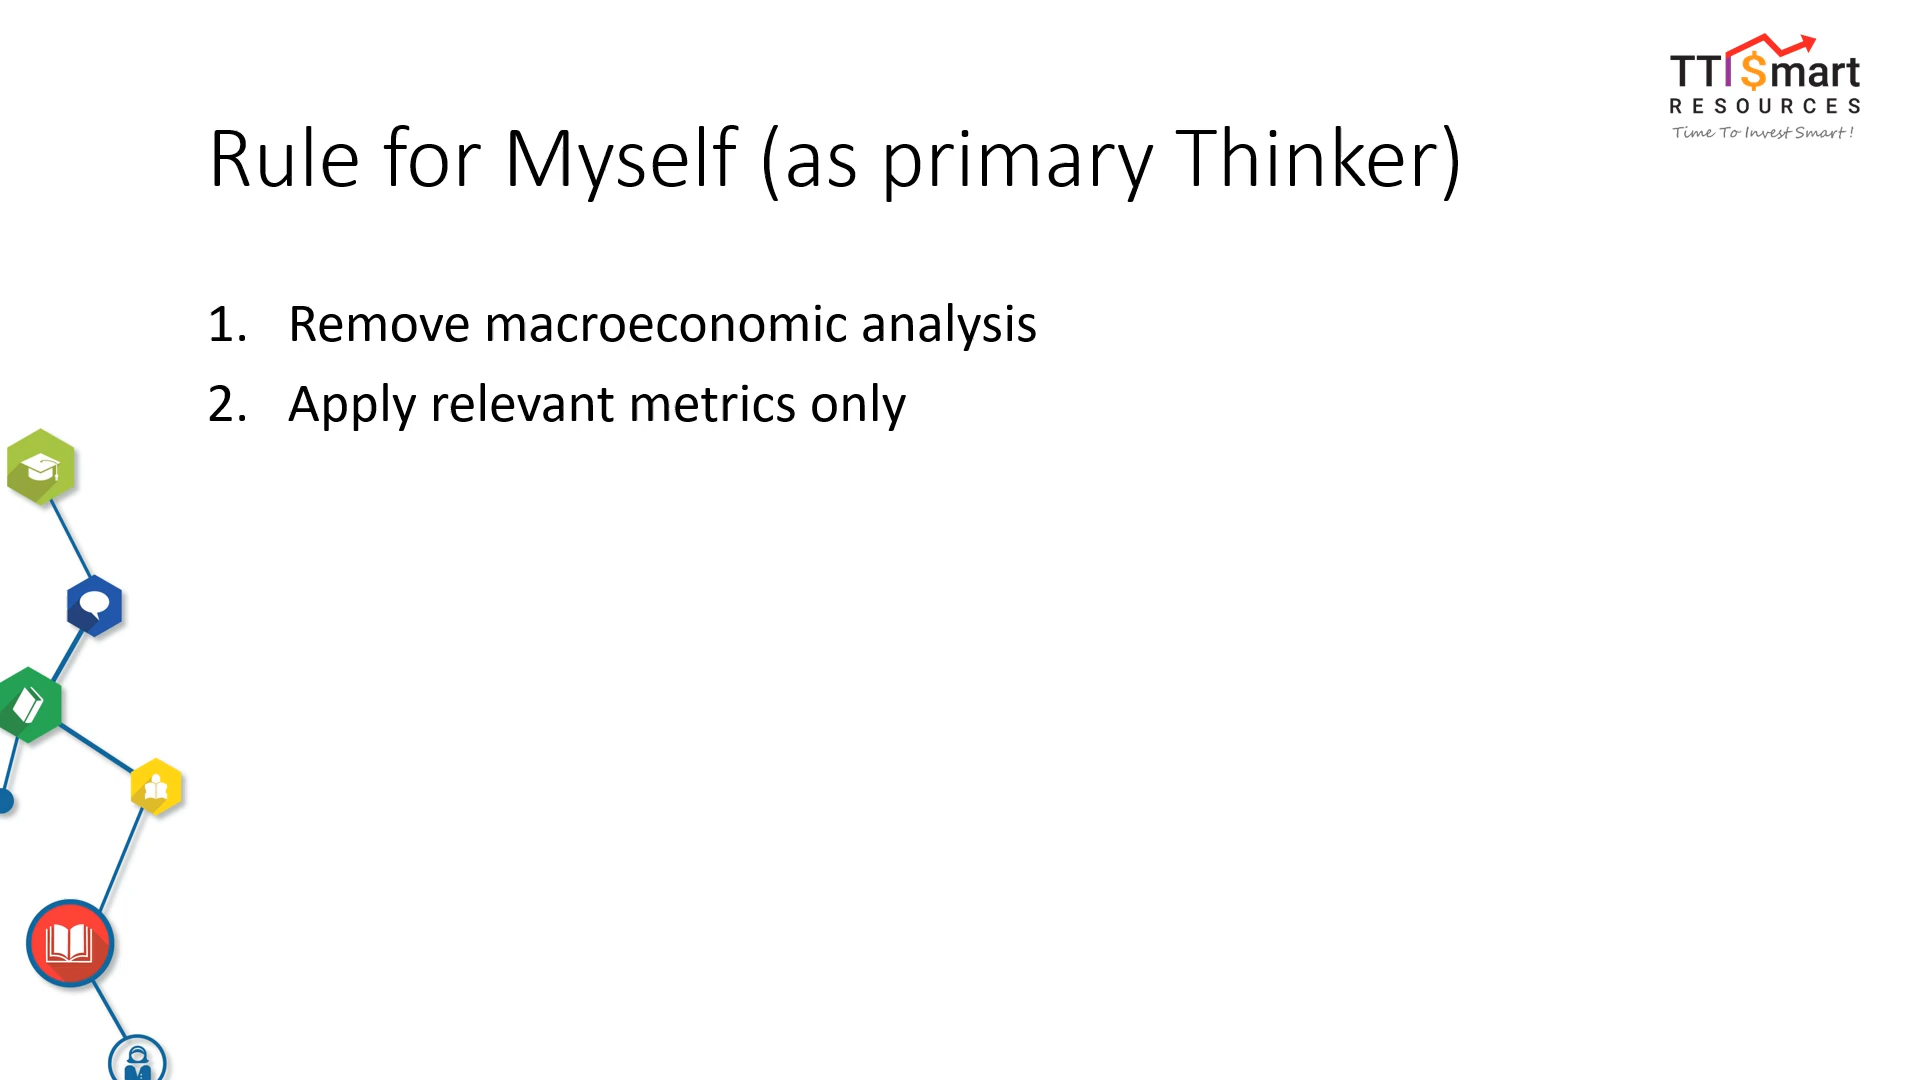 TTI $mart
RESOURCES
Time To Invest Smart !
Rule for Myself (as primary Thinker)
1. Remove macroeconomic analysis
2. Apply relevant metrics only